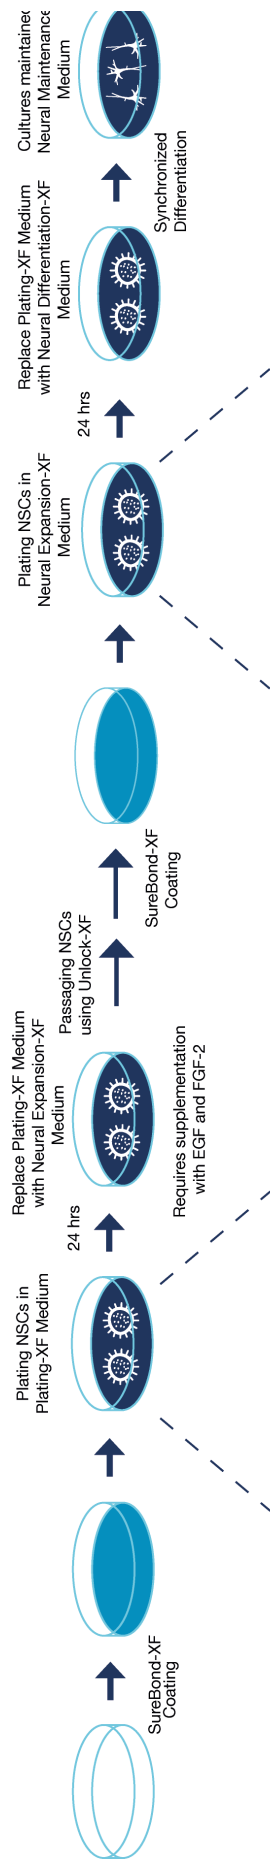 SureBond-XF
Coating
Plating NSCs in
Plating-XF Medium
24 hrs
Replace Plating-XF Medium
with Neural Expansion-XF
Medium
Requires supplementation
with EGF and FGF-2
Passaging NSCs
using Unlock-XF
SureBond-XF
Coating
Plating NSCs in
Neural Expansion-XF
Medium
24 hrs
Replace Plating-XF Medium
with Neural Differentiation-XF
Medium
Synchronized
Differentiation
Cultures maintained
Neural Maintenance
Medium